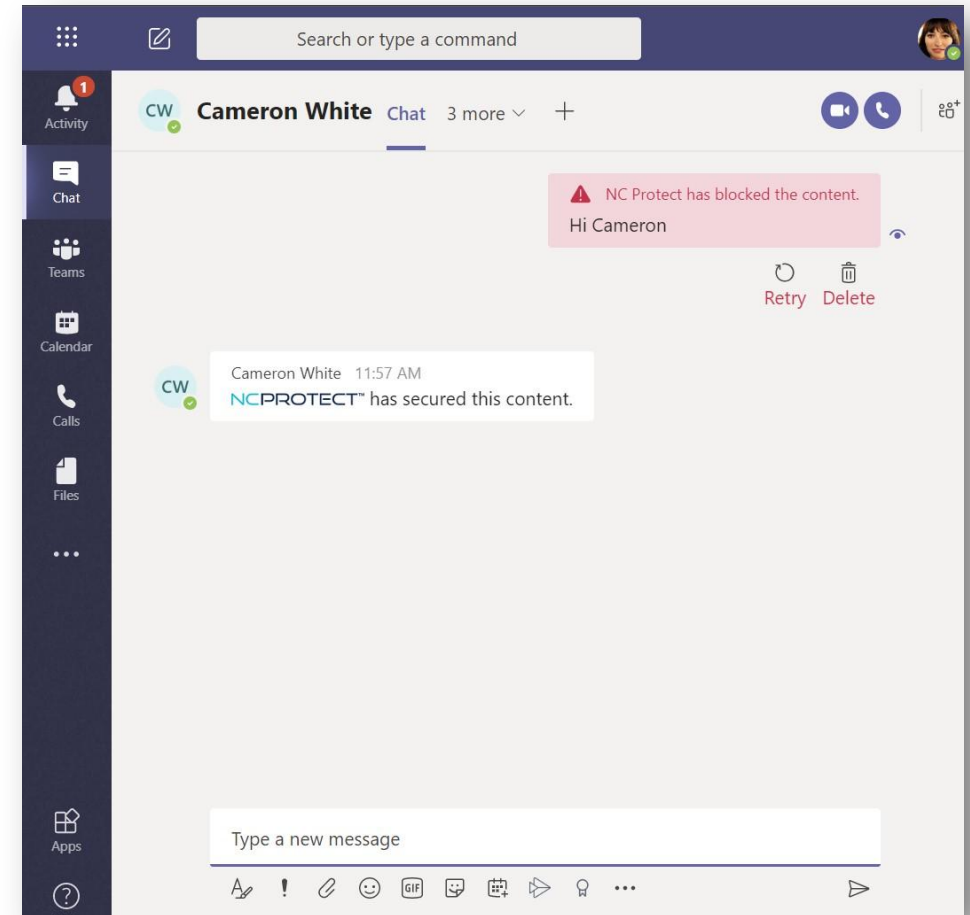 Search or type a command
1
Activity
Chat
Teams
Calendar
Calls
Files
Apps
CW
Cameron White Chat 3 more
NC Protect has blocked the content.
Hi Cameron
Retry Delete
CW
Cameron White 11:57 AM
NCPROTECT™ has secured this content.
Type a new message
GIF